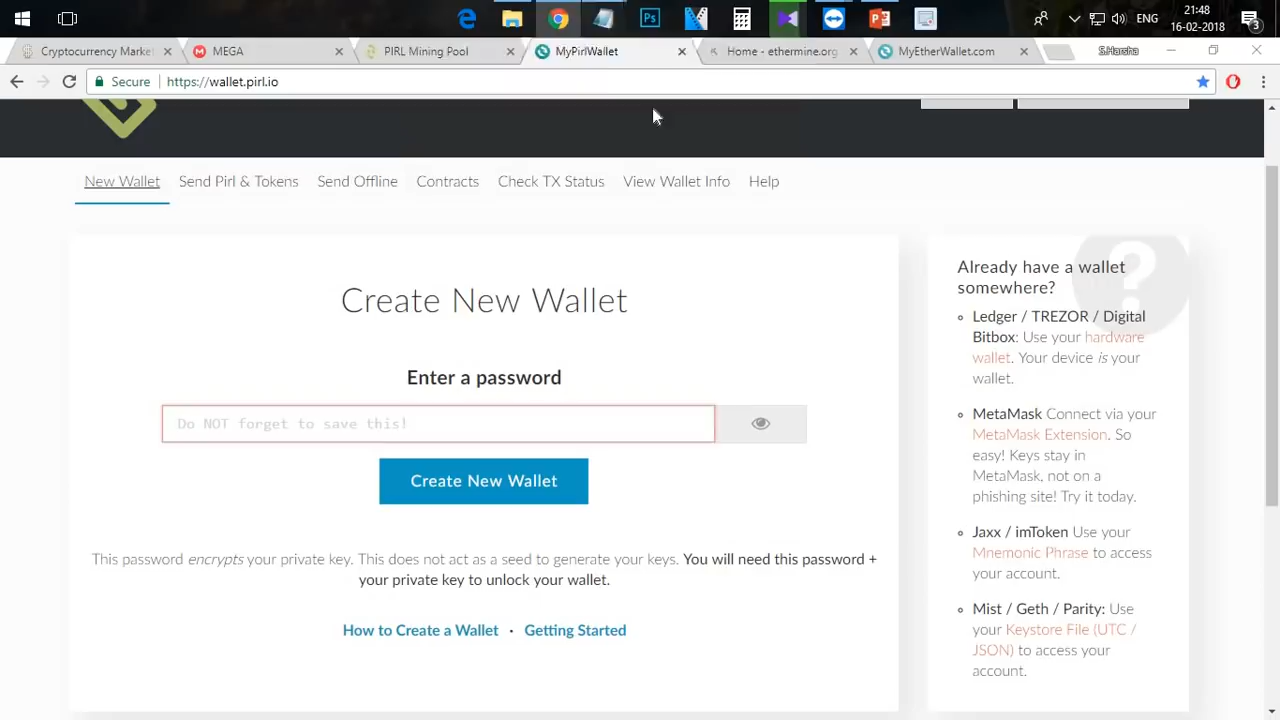 21:48
ENG
16-02-2018
Cryptocurrency Marke
MEGA
PIRL Mining Pool
MyPirlWallet
Home - ethermine.org
MyEtherWallet.com
S.Harsha
Secure
https://wallet.pirl.io
New Wallet
Send Pirl & Tokens
Send Offline
Contracts
Check TX Status
View Wallet Info
Help
Create New Wallet
Enter a password
Do NOT forget to save this!
Create New Wallet
This password encrypts your private key. This does not act as a seed to generate your keys. You will need this password +
your private key to unlock your wallet.
How to Create a Wallet · Getting Started
Already have a wallet
somewhere?
Ledger / TREZOR / Digital
Bitbox: Use your hardware
wallet. Your device is your
wallet.
MetaMask Connect via your
MetaMask Extension. So
easy! Keys stay in
MetaMask, not on a
phishing site! Try it today.
Jaxx / imToken Use your
Mnemonic Phrase to access
your account.
Mist / Geth / Parity: Use
your Keystore File (UTC /
JSON) to access your
account.